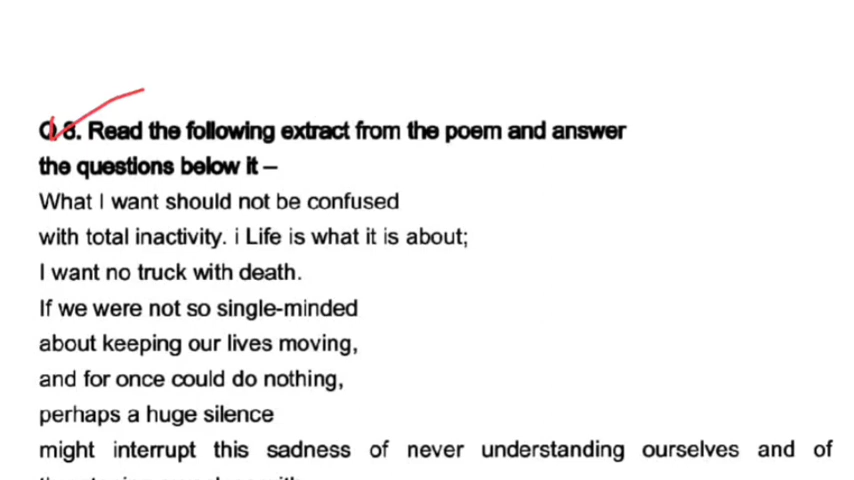 Q 8. Read the following extract from the poem and answer
the questions below it –
What I want should not be confused
with total inactivity. i Life is what it is about;
I want no truck with death.
If we were not so single-minded
about keeping our lives moving,
and for once could do nothing,
perhaps a huge silence
might interrupt this sadness of never understanding ourselves and of